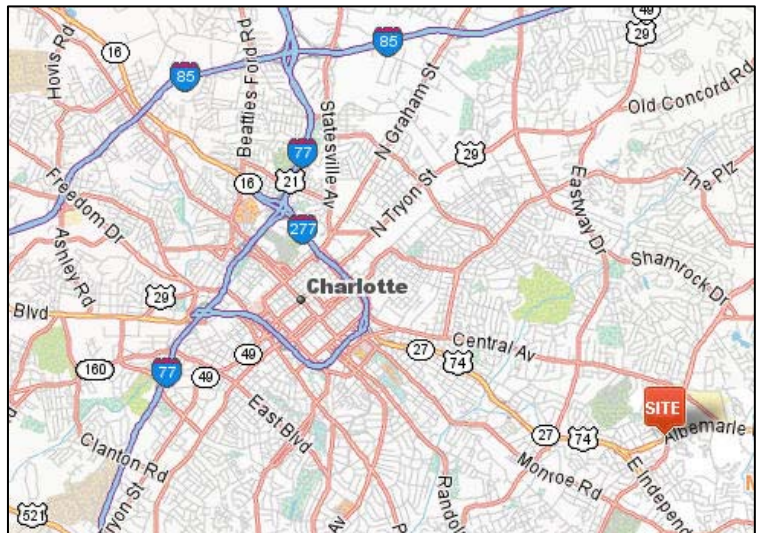 49
29
Hovis Rd
16
85
Beatties Ford Rd
85
Statesville Av
N Graham St
Old Concord Rd
77
29
16
21
The Plz
N Tryon St
Eastway Dr
Freedom Dr
277
Ashley Rd
Shamrock Dr
29
Charlotte
Blvd
Central Av
49
27
74
160
77
49
SITE
East Blvd
Albemarle
27
74
Clanton Rd
Monroe Rd
E Independ
Tryon St
Randol
521
Av